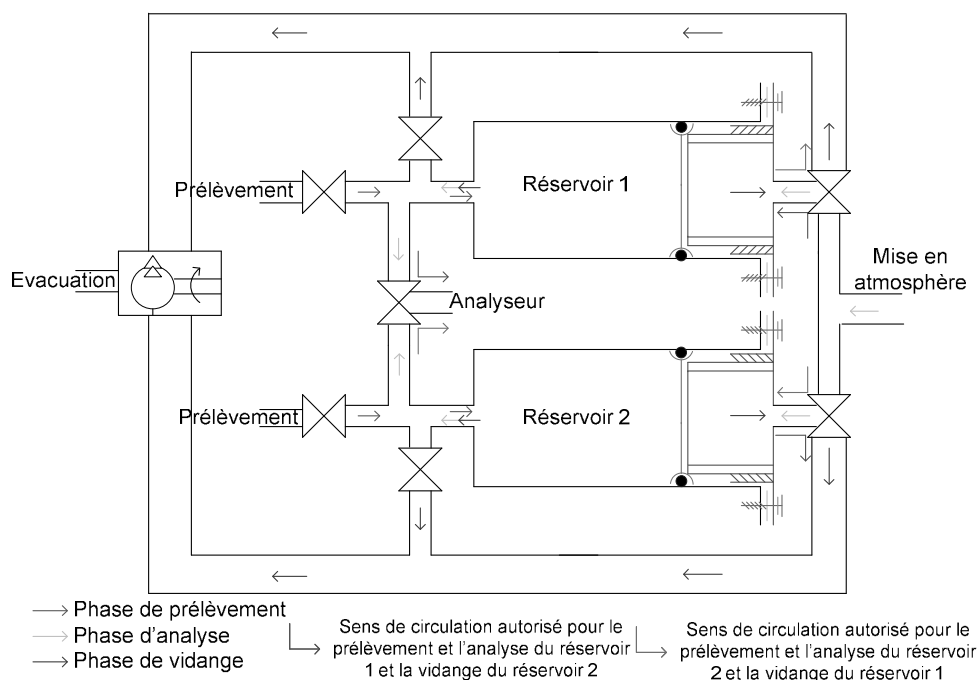 Prélèvement
Réservoir 1
Evacuation
Analyseur
Mise en
atmosphère
Prélèvement
Réservoir 2
Phase de prélèvement
Phase d'analyse
Phase de vidange
Sens de circulation autorisé pour le
prélèvement et l'analyse du réservoir
1 et la vidange du réservoir 2
Sens de circulation autorisé pour le
prélèvement et l'analyse du réservoir
2 et la vidange du réservoir 1